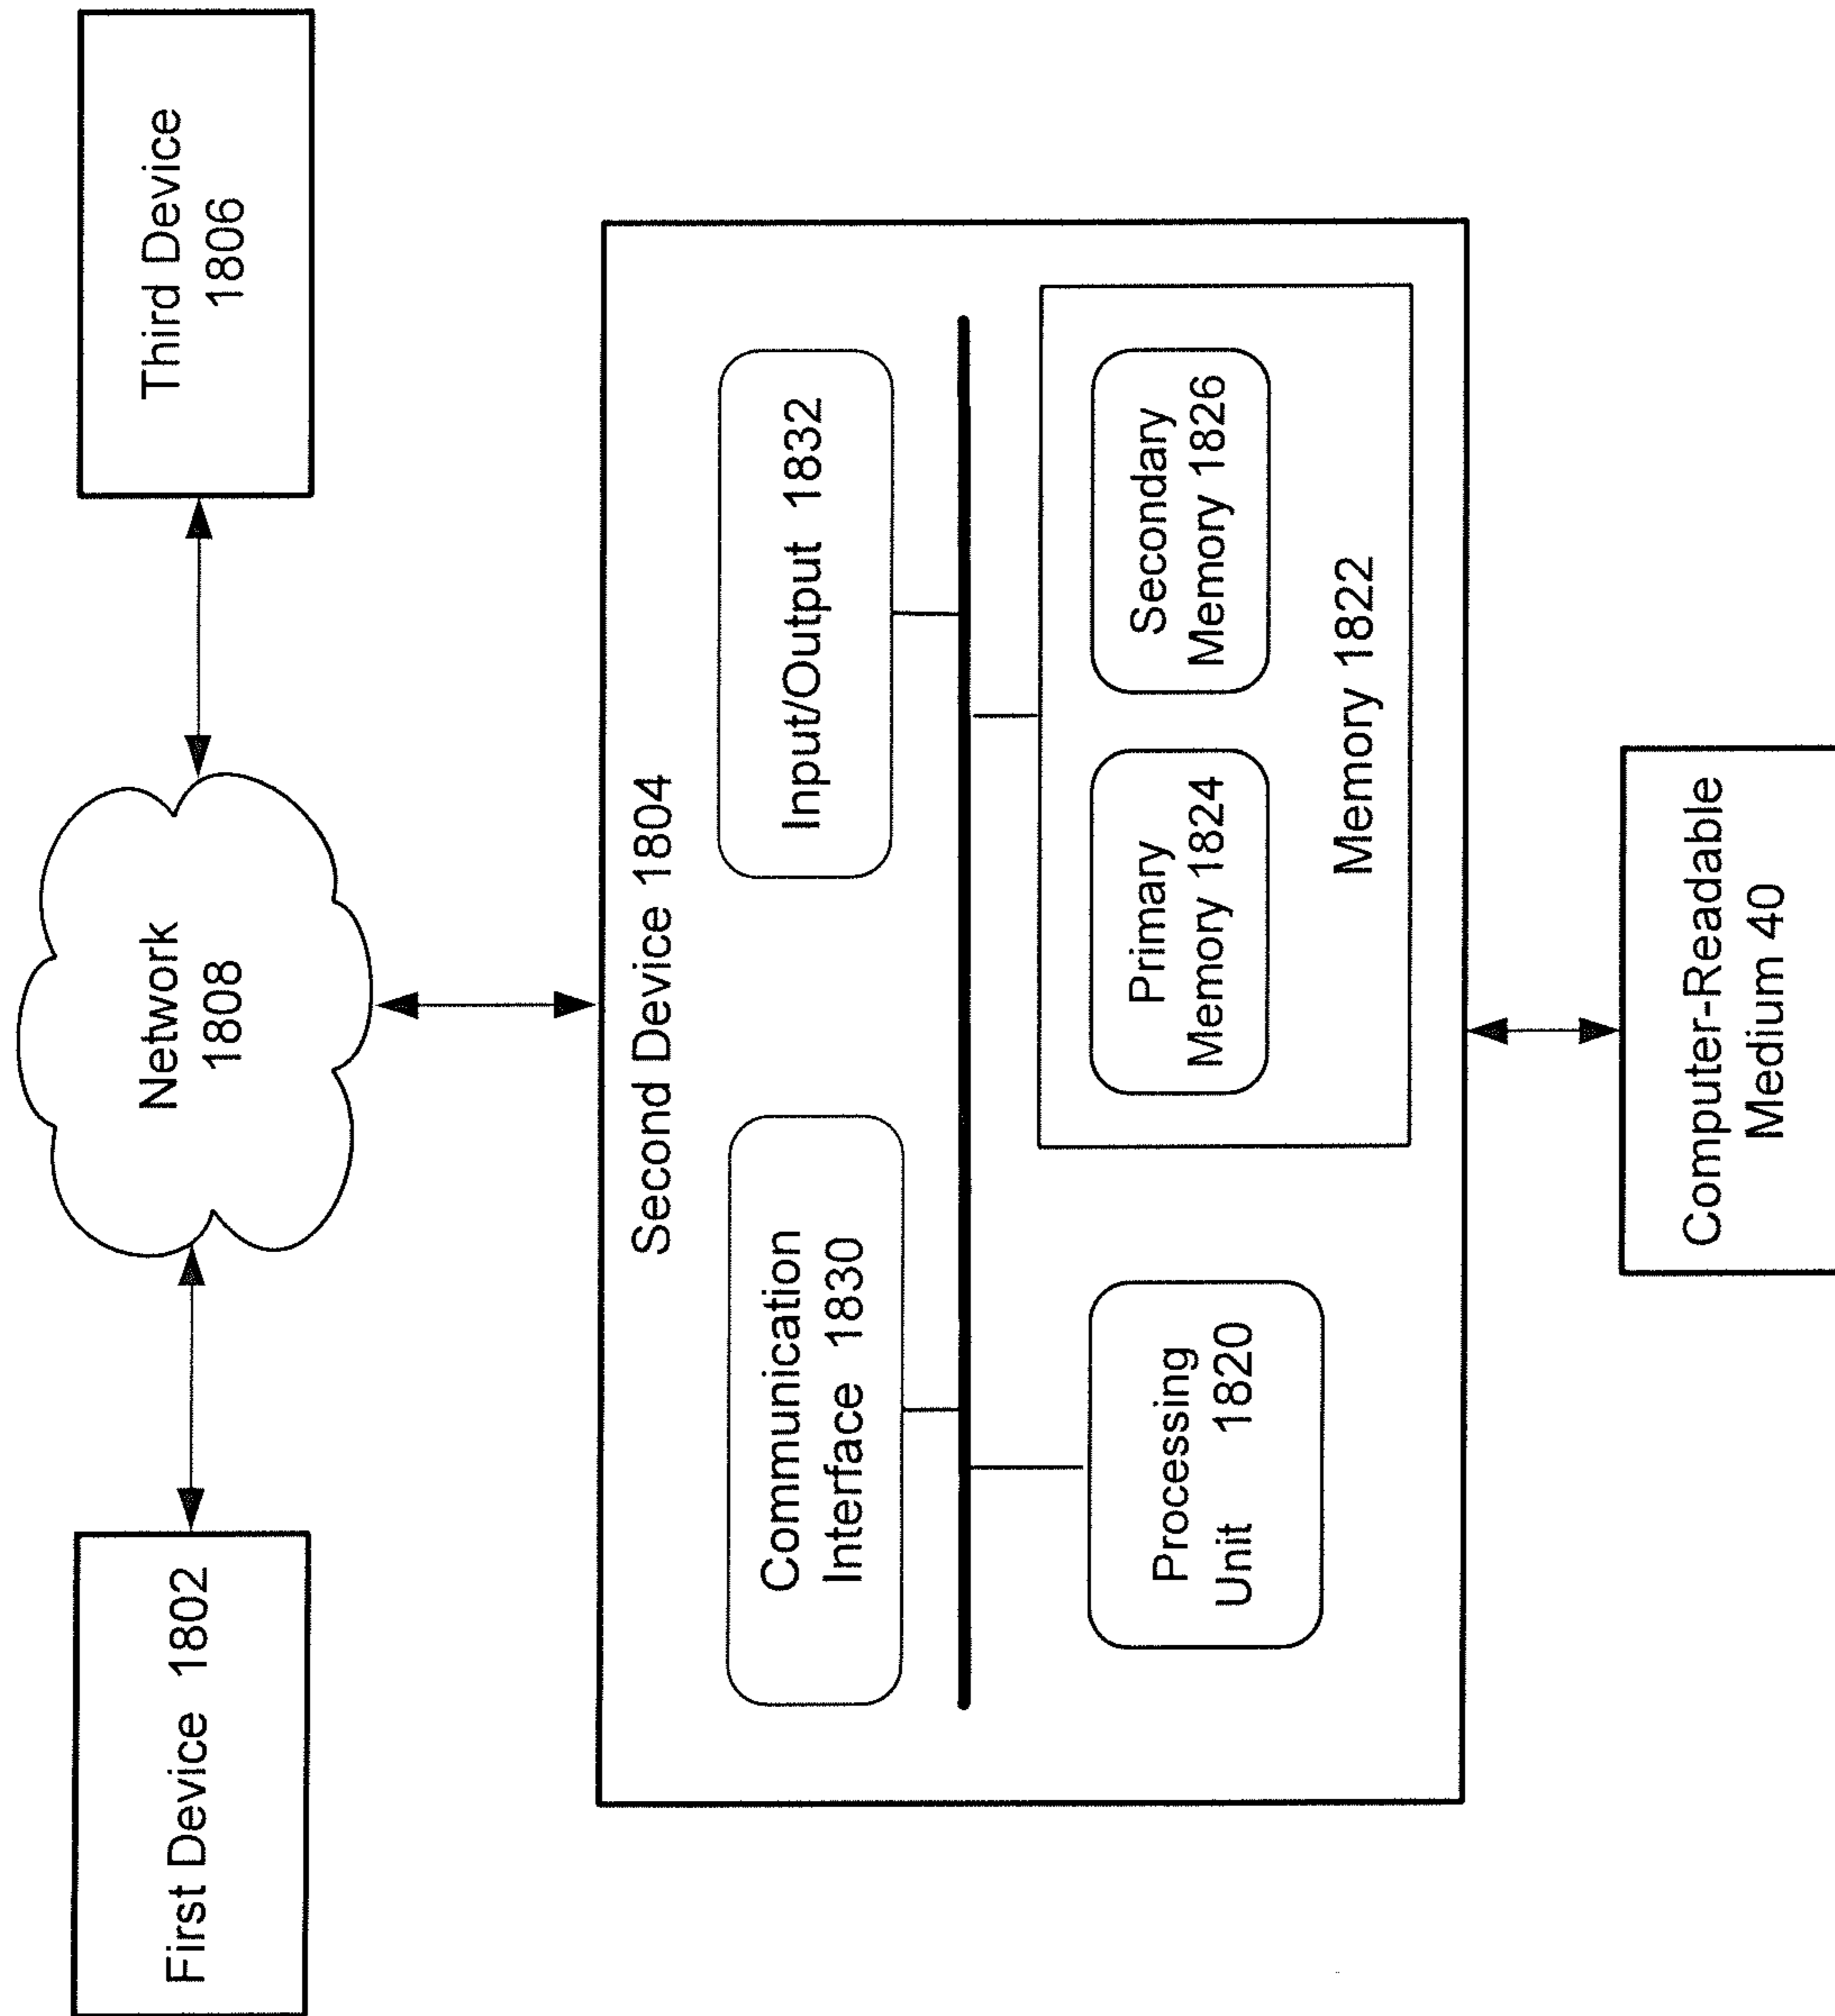 First Device 1802
Network
1808
Third Device
1806
Second Device 1804
Communication
Interface 1830
Input/Output 1832
Processing
Unit 1820
Primary
Memory 1824
Secondary
Memory 1826
Memory 1822
Computer-Readable
Medium 40